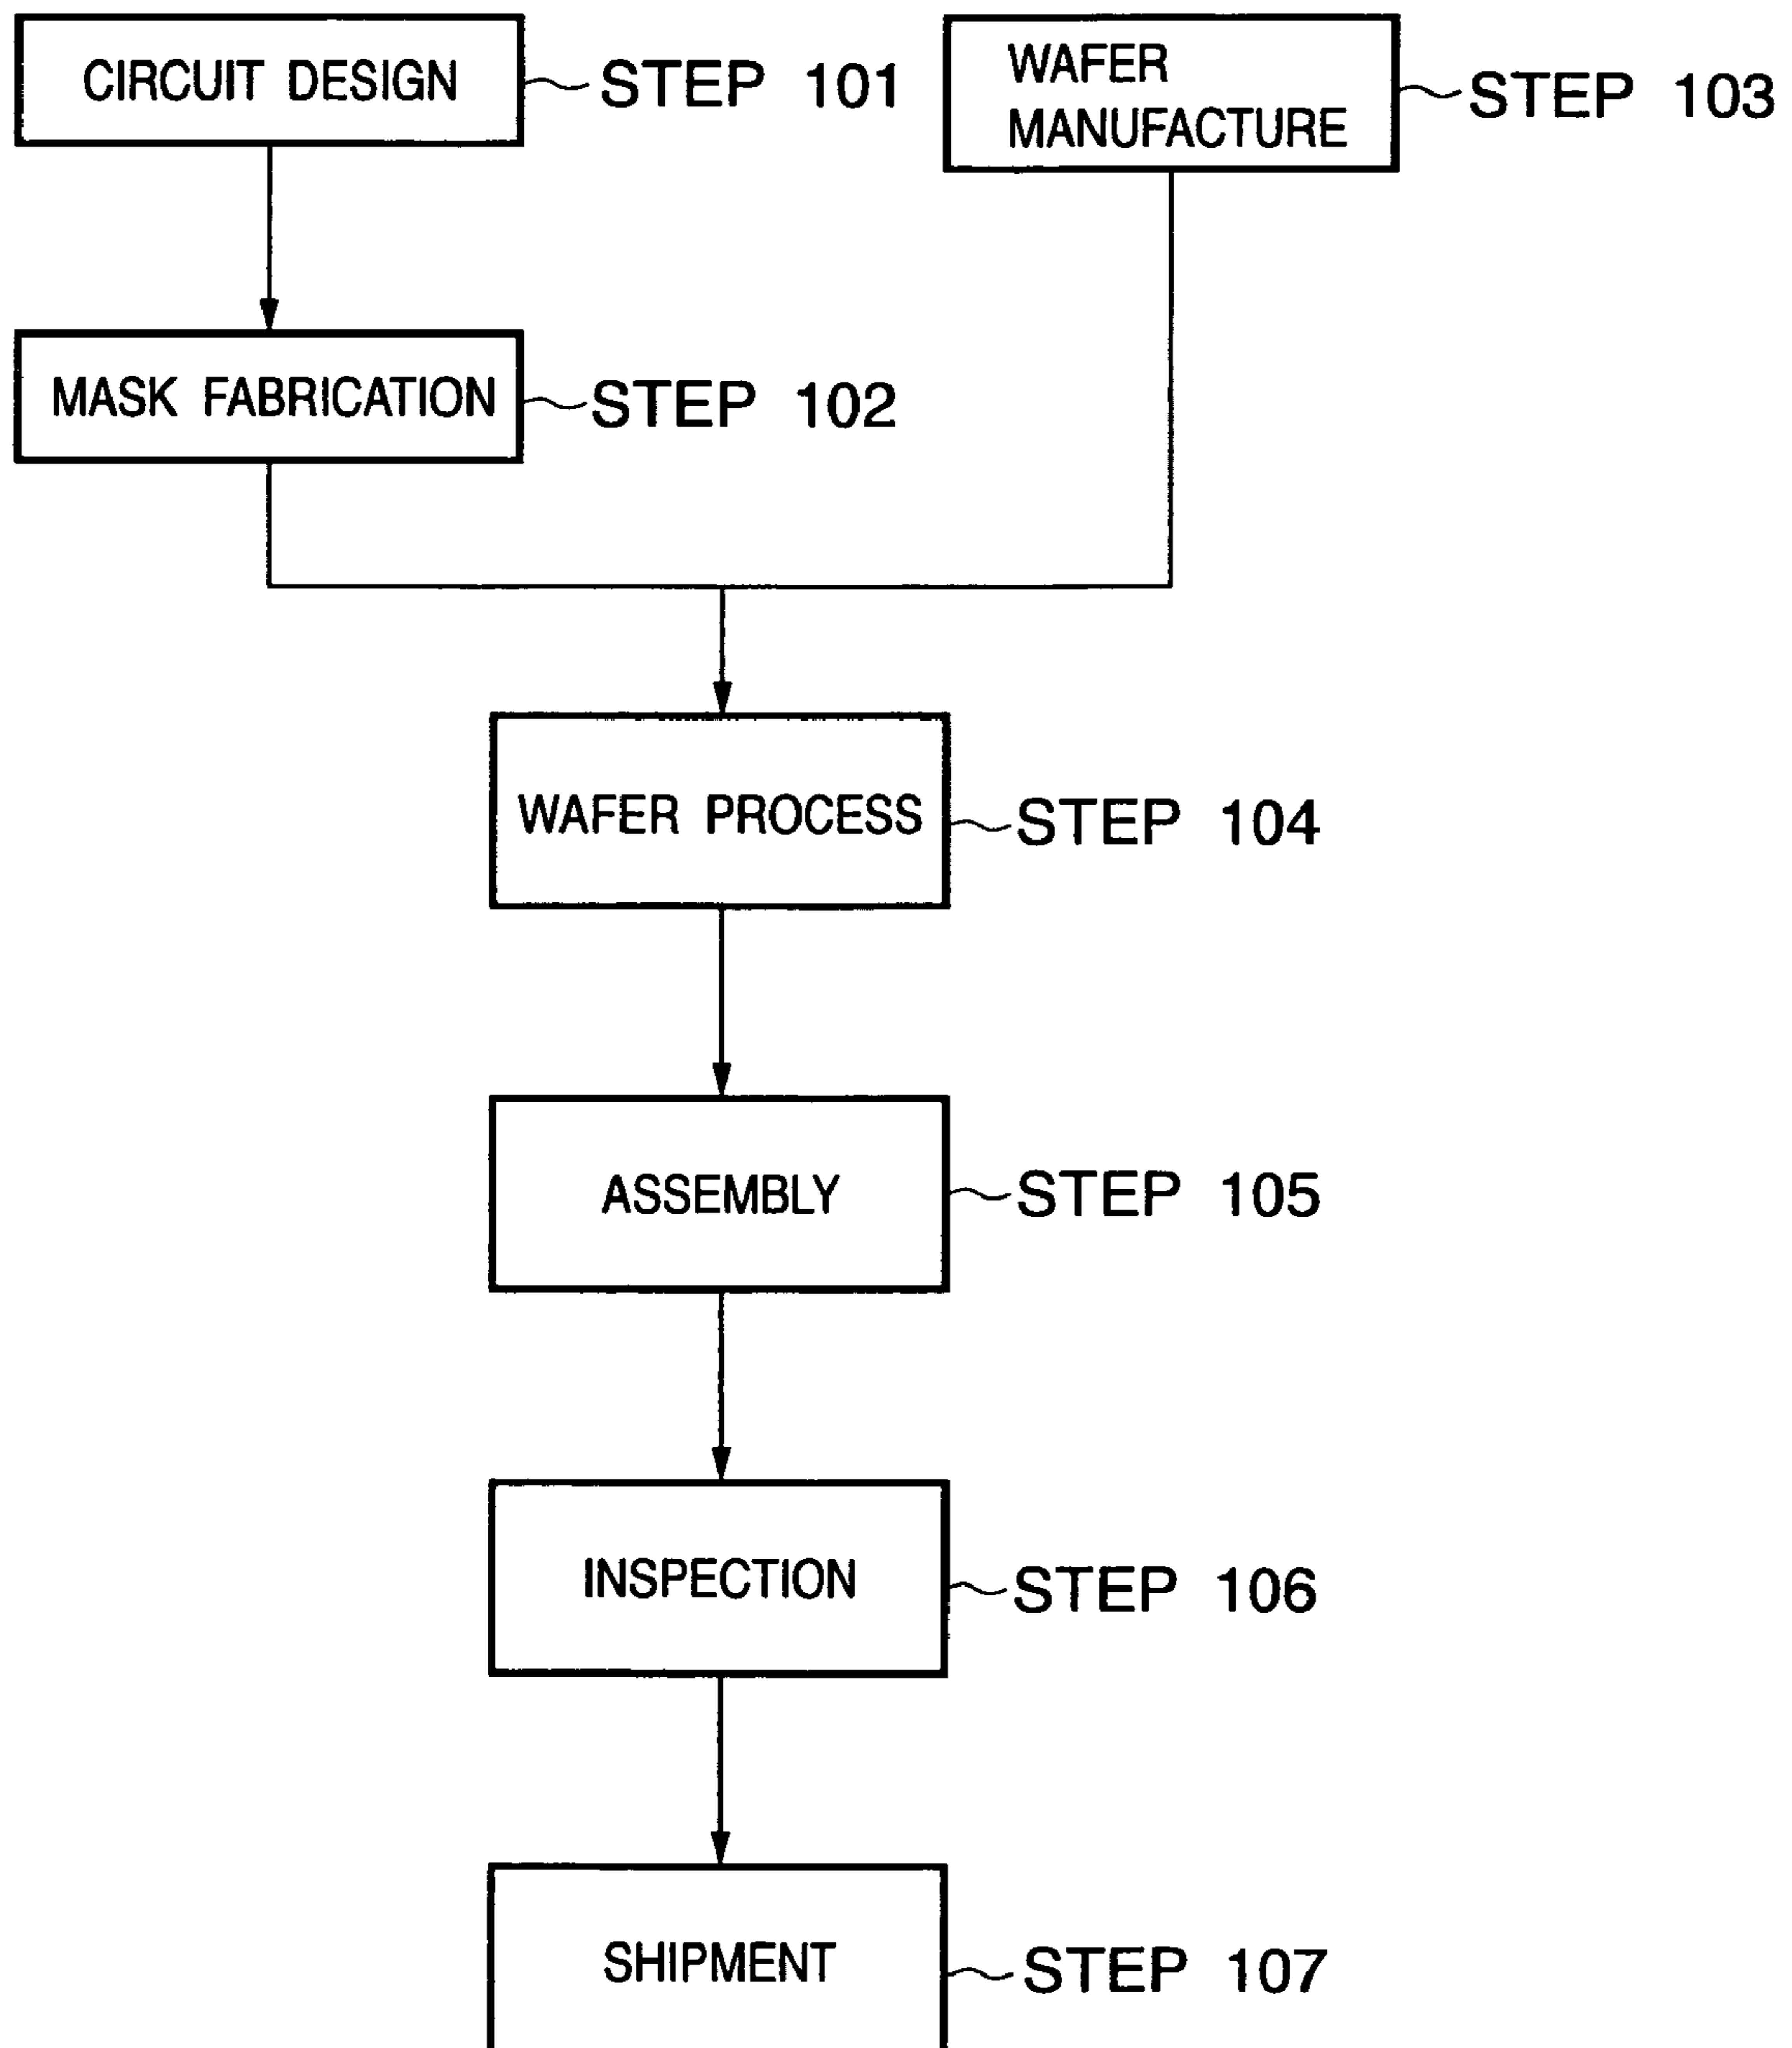 CIRCUIT DESIGN
STEP 101
WAFER
MANUFACTURE
STEP 103
MASK FABRICATION
STEP 102
WAFER PROCESS
STEP 104
ASSEMBLY
STEP 105
INSPECTION
STEP 106
SHIPMENT
STEP 107